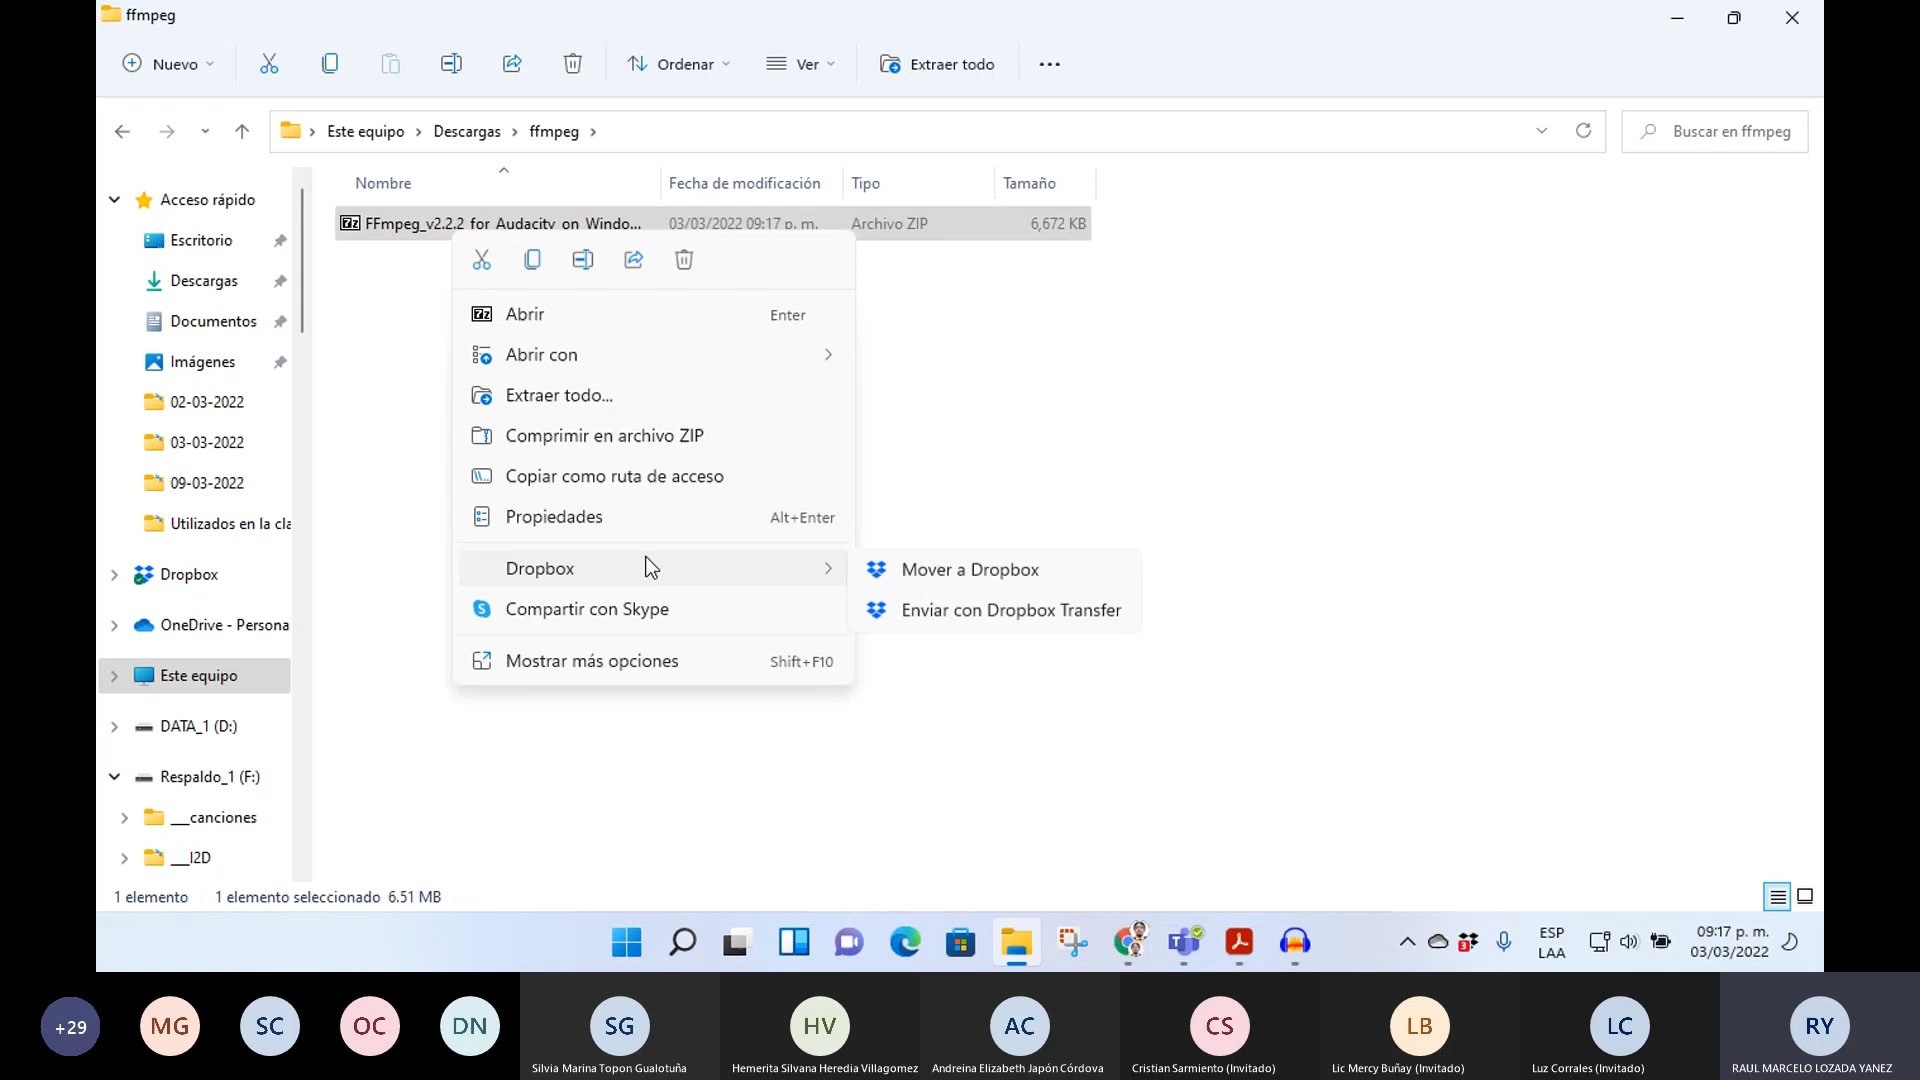 ffmpeg
Nuevo
Ordenar
Ver
Extraer todo
Este equipo
Descargas
ffmpeg
Buscar en ffmpeg
Nombre
Fecha de modificación
Tipo
Tamaño
FFmpeg_v2.2.2 for Audacity on Windo...
03/03/2022 09:17 p. m.
Archivo ZIP
6,672 KB
Acceso rápido
Escritorio
Descargas
Documentos
Imágenes
02-03-2022
03-03-2022
09-03-2022
Utilizados en la cla
Dropbox
OneDrive - Persona
Este equipo
DATA_1 (D:)
Respaldo_1 (F:)
__canciones
__I2D
Abrir
Enter
Abrir con
Extraer todo...
Comprimir en archivo ZIP
Copiar como ruta de acceso
Propiedades
Alt+Enter
Dropbox
Compartir con Skype
Mostrar más opciones
Shift+F10
Mover a Dropbox
Enviar con Dropbox Transfer
1 elemento
1 elemento seleccionado 6.51 MB
3
ESP
LAA
09:17 p. m.
03/03/2022
+29
MG
SC
OC
DN
SG
Silvia Marina Topon Gualotuña
HV
Hemerita Silvana Heredia Villagomez
AC
Andreina Elizabeth Japón Córdova
CS
Cristian Sarmiento (Invitado)
LB
Lic Mercy Buñay (Invitado)
LC
Luz Corrales (Invitado)
RY
RAUL MARCELO LOZADA YANEZ